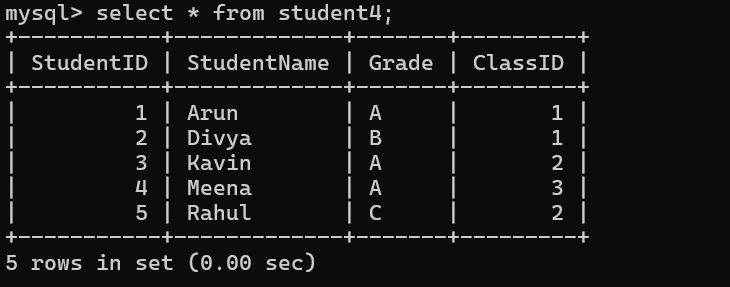 mysql> select * from student4;
+-----------+-------------+-------+---------+
| StudentID | StudentName | Grade | ClassID |
+-----------+-------------+-------+---------+
|         1 | Arun        | A     |       1 |
|         2 | Divya       | B     |       1 |
|         3 | Kavin       | A     |       2 |
|         4 | Meena       | A     |       3 |
|         5 | Rahul       | C     |       2 |
+-----------+-------------+-------+---------+
5 rows in set (0.00 sec)